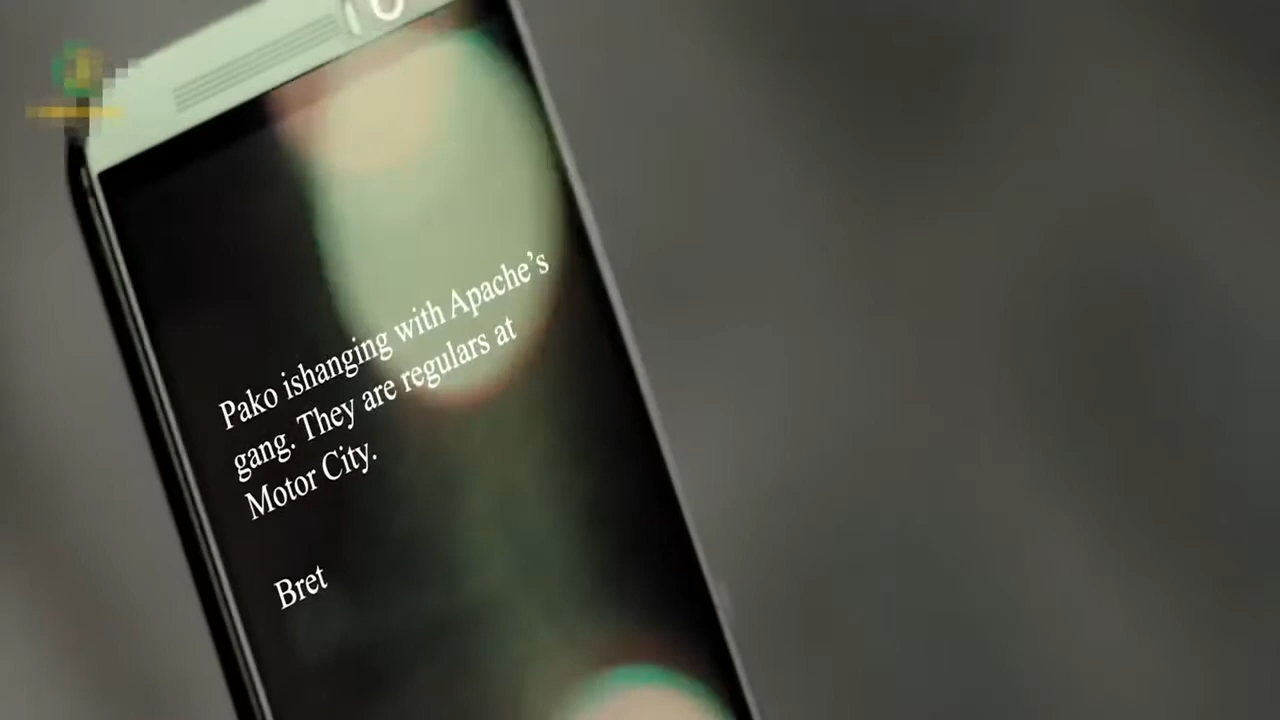 Pako ishanging with Apache’s
gang. They are regulars at
Motor City.
Bret